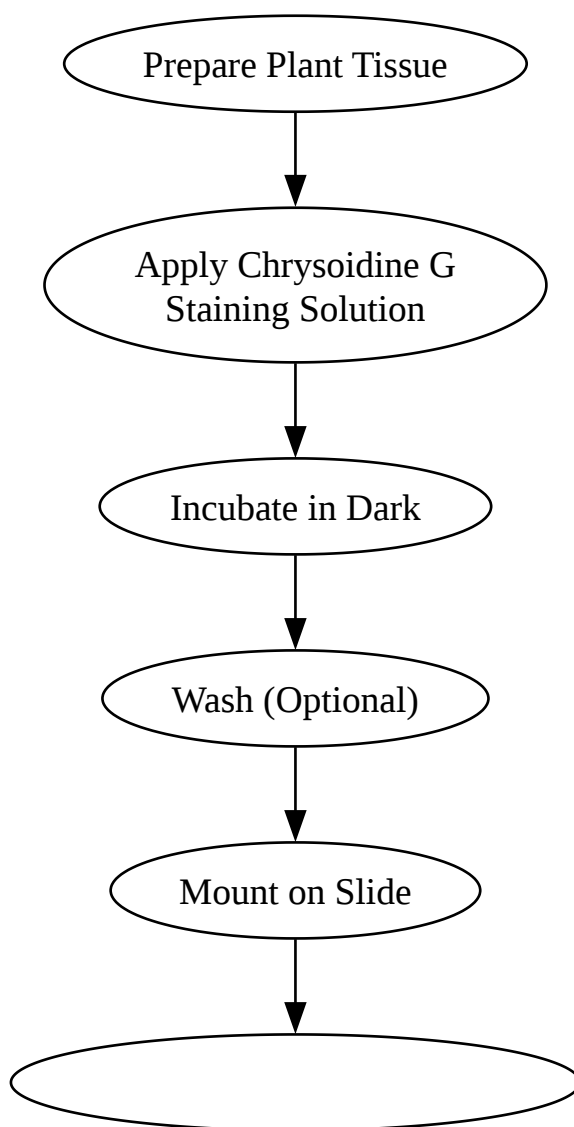 Prepare Plant Tissue
Apply Chrysoidine G
Staining Solution
Incubate in Dark
Wash (Optional)
Mount on Slide